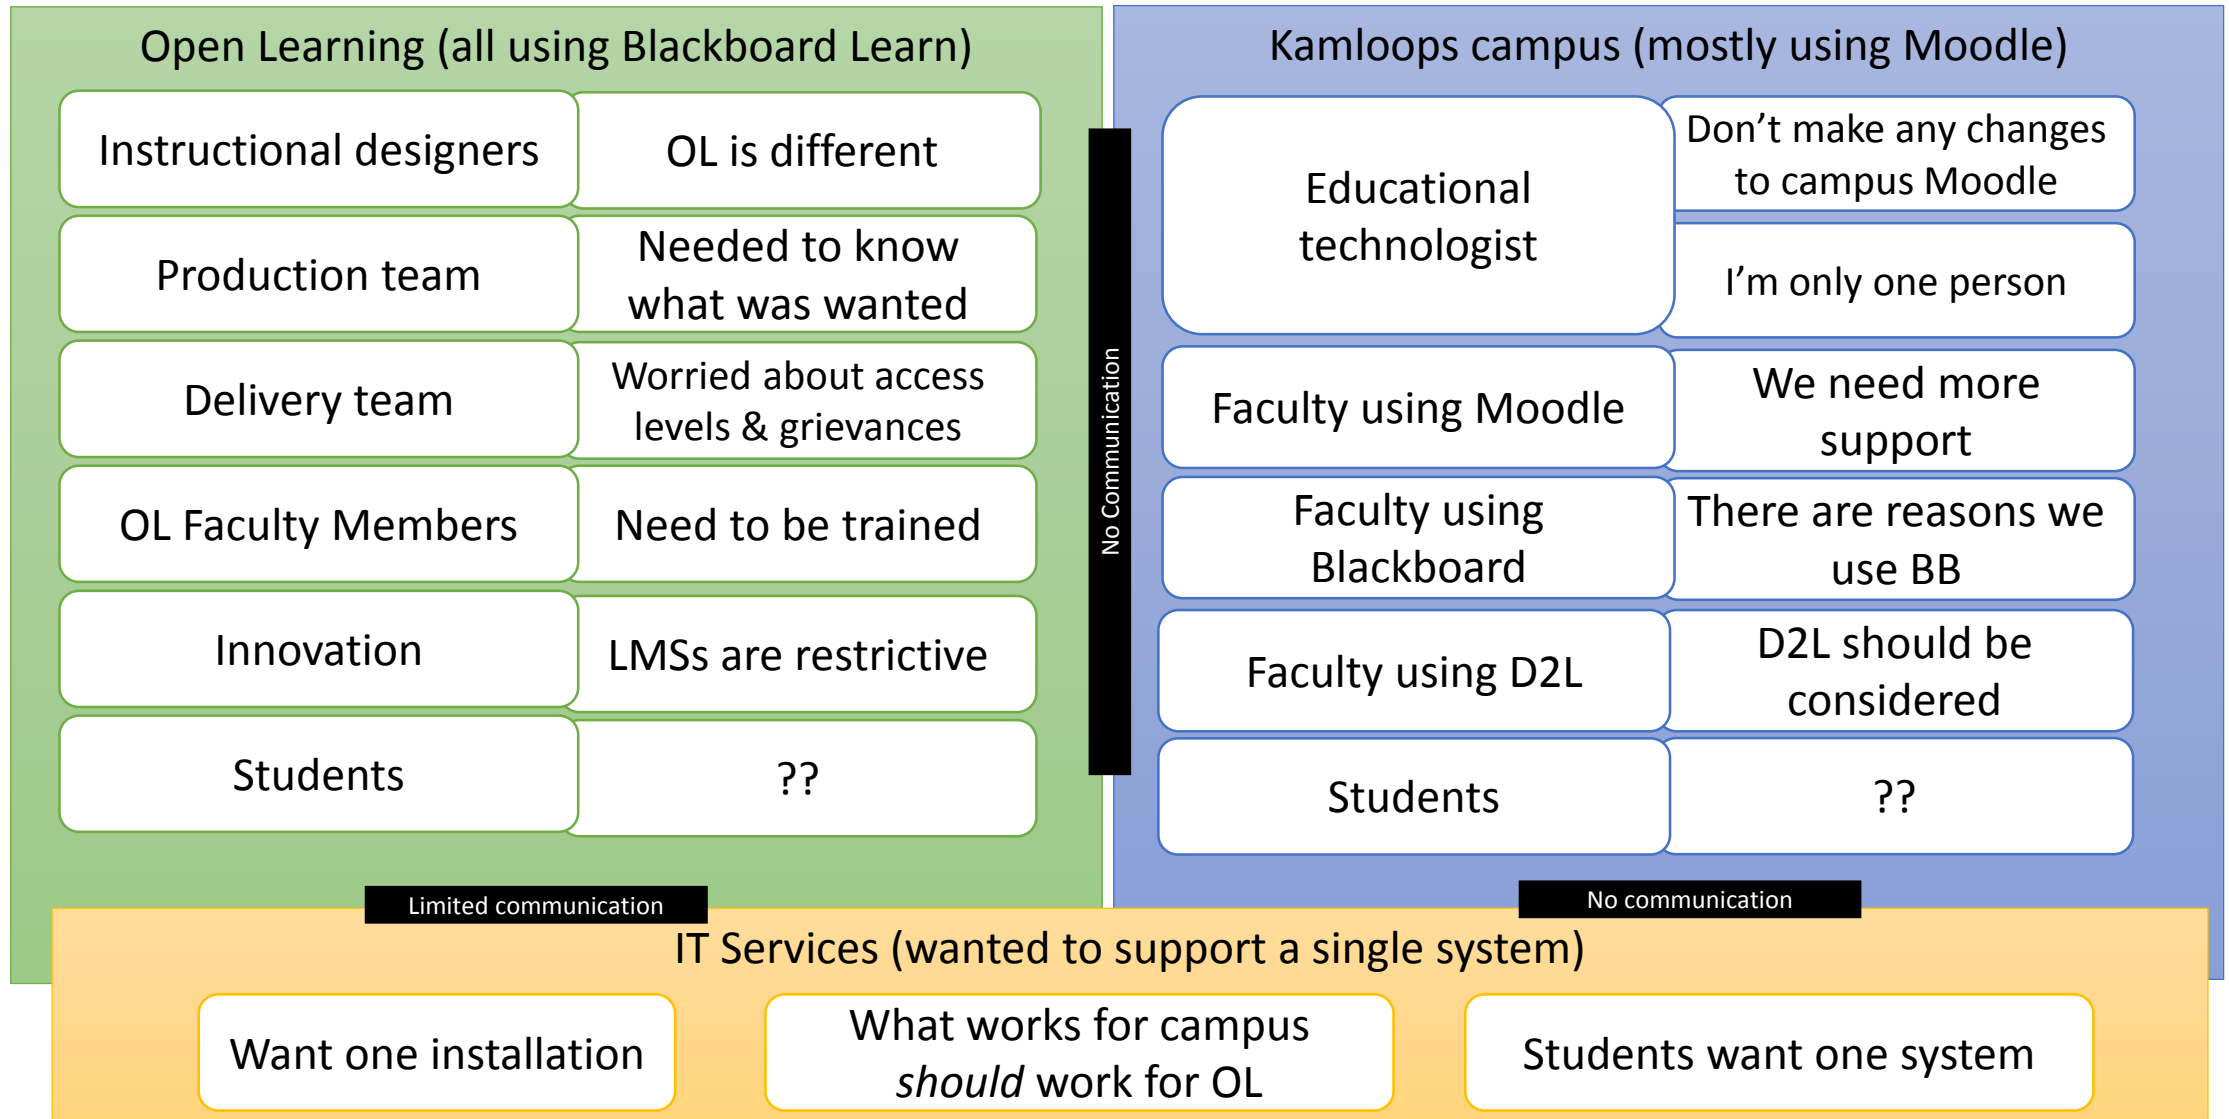 Open Learning (all using Blackboard Learn)
Instructional designers
OL is different
Production team
Needed to know
what was wanted
Delivery team
Worried about access
levels & grievances
OL Faculty Members
Need to be trained
Innovation
LMSs are restrictive
Students
??
No Communication
Kamloops campus (mostly using Moodle)
Educational
technologist
Don’t make any changes
to campus Moodle
I’m only one person
Faculty using Moodle
We need more
support
Faculty using
Blackboard
There are reasons we
use BB
Faculty using D2L
D2L should be
considered
Students
??
Limited communication
No communication
IT Services (wanted to support a single system)
Want one installation
What works for campus
should work for OL
Students want one system